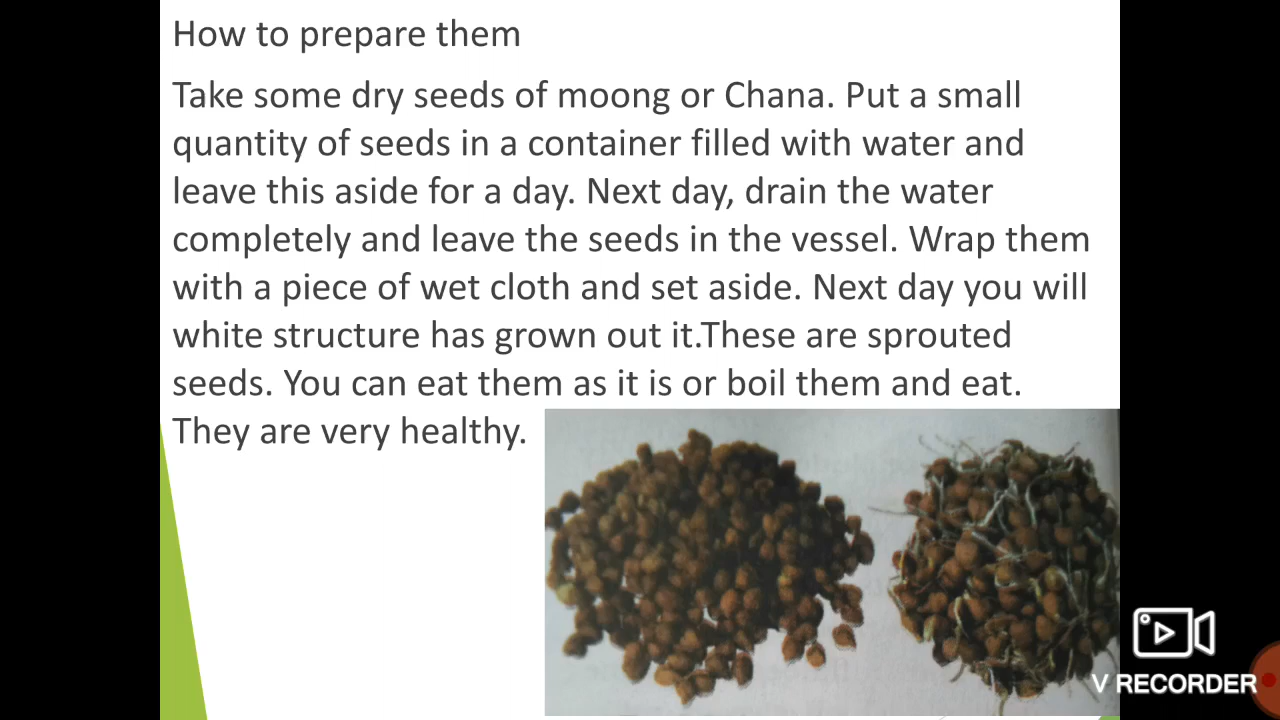 How to prepare them
Take some dry seeds of moong or Chana. Put a small
quantity of seeds in a container filled with water and
leave this aside for a day. Next day, drain the water
completely and leave the seeds in the vessel. Wrap them
with a piece of wet cloth and set aside. Next day you will
white structure has grown out it.These are sprouted
seeds. You can eat them as it is or boil them and eat.
They are very healthy.
V RECORDER